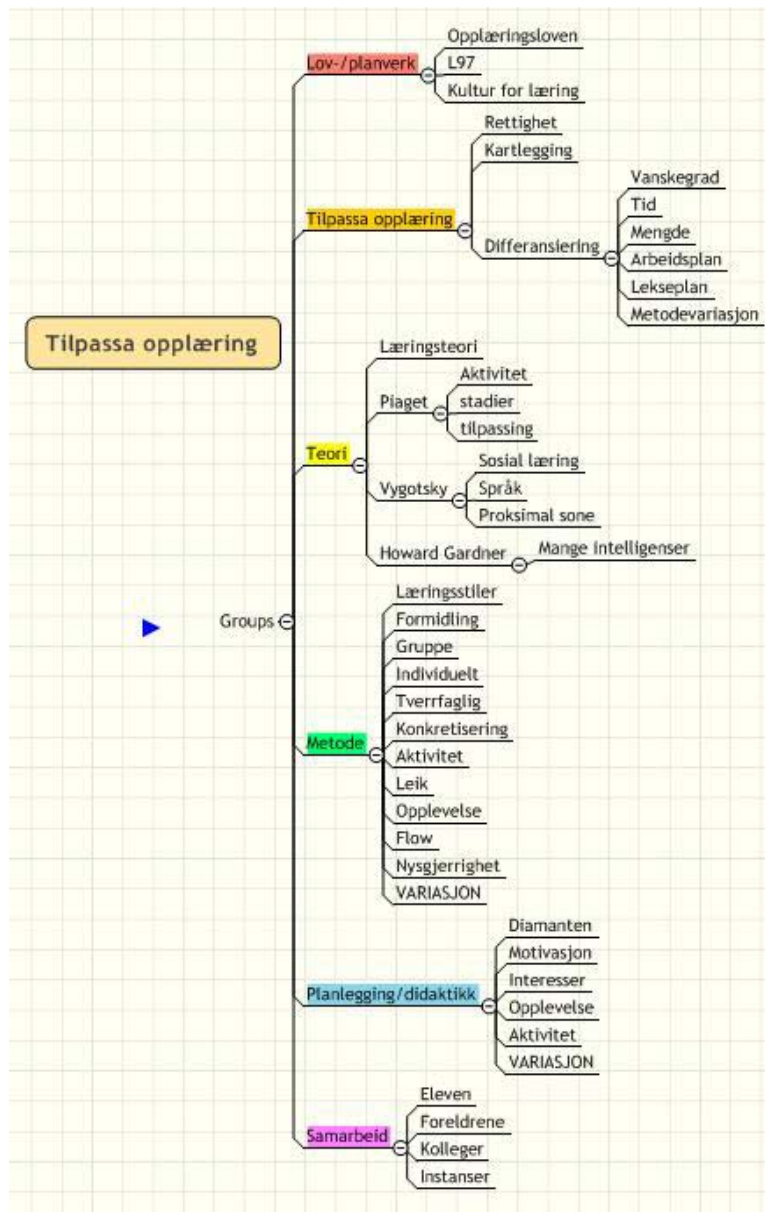 Tilpassa opplæring
Groups
Lov-/planverk
Opplæringsloven
L97
Kultur for læring
Tilpassa opplæring
Rettighet
Kartlegging
Differansiering
Vanskegrad
Tid
Mengde
Arbeidsplan
Lekseplan
Metodevariasjon
Teori
Læringsteori
Piaget
Aktivitet
stadier
tilpassing
Vygotsky
Sosial læring
Språk
Proksimal sone
Howard Gardner
Mange intelligenser
Metode
Læringsstiler
Formidling
Gruppe
Individuelt
Tverrfaglig
Konkretisering
Aktivitet
Leik
Opplevelse
Flow
Nysgjerrighet
VARIASJON
Planlegging/didaktikk
Diamanten
Motivasjon
Interesser
Opplevelse
Aktivitet
VARIASJON
Samarbeid
Eleven
Foreldrene
Kolleger
Instanser